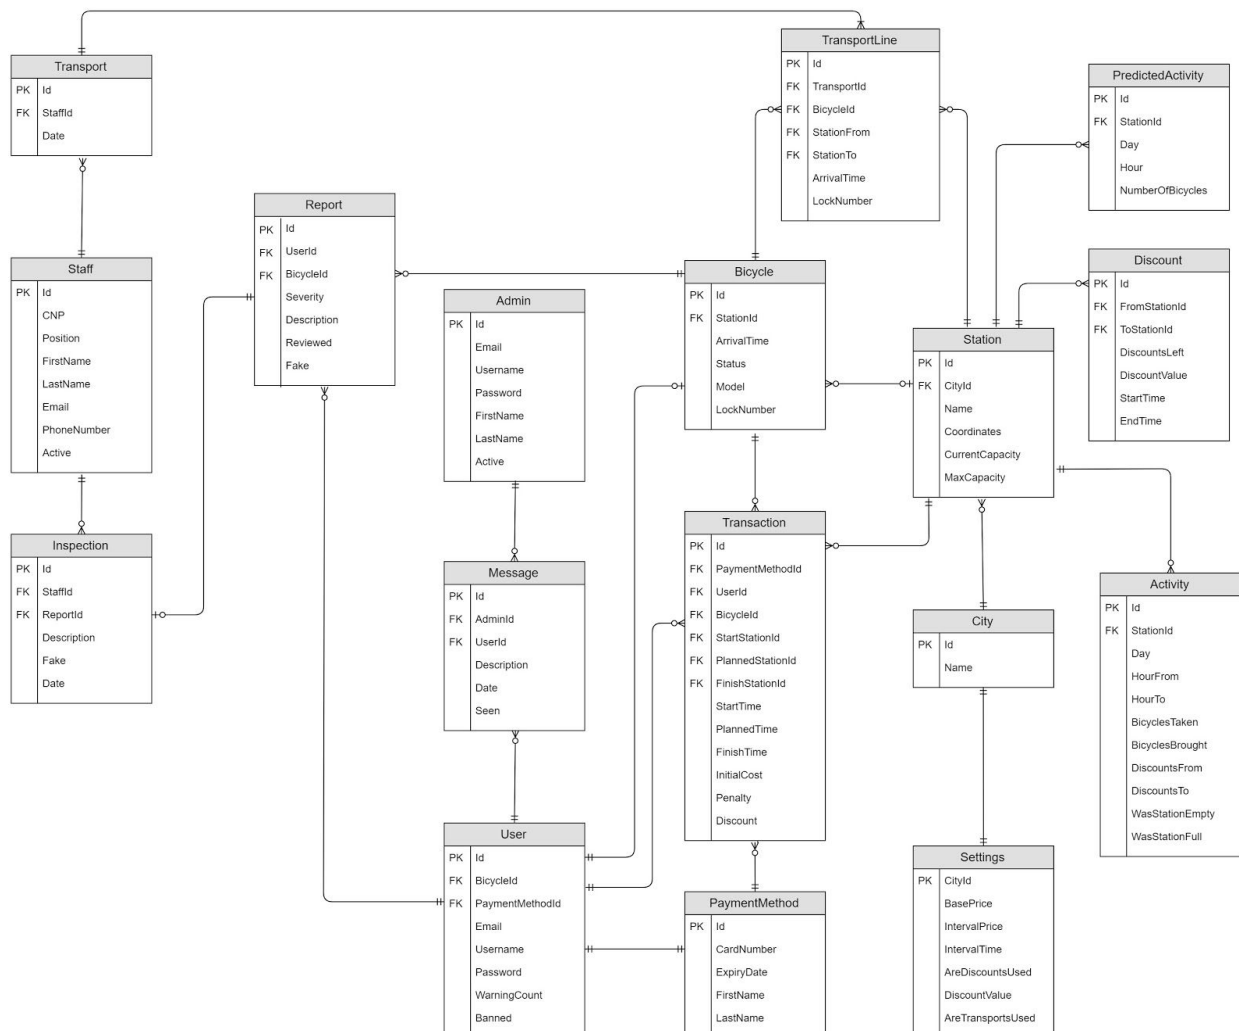 Transport
PK Id
FK StaffId
Date
TransportLine
PK Id
FK TransportId
FK BicycleId
FK StationFrom
FK StationTo
ArrivalTime
LockNumber
PredictedActivity
PK Id
FK StationId
Day
Hour
NumberOfBicycles
Report
PK Id
FK UserId
FK BicycleId
Severity
Description
Reviewed
Fake
Staff
PK Id
CNP
Position
FirstName
LastName
Email
PhoneNumber
Active
Admin
PK Id
Email
Username
Password
FirstName
LastName
Active
Bicycle
PK Id
FK StationId
ArrivalTime
Status
Model
LockNumber
Discount
PK Id
FK FromStationId
FK ToStationId
DiscountsLeft
DiscountValue
StartTime
EndTime
Station
PK Id
FK CityId
Name
Coordinates
CurrentCapacity
MaxCapacity
Inspection
PK Id
FK StaffId
FK ReportId
Description
Fake
Date
Message
PK Id
FK AdminId
FK UserId
Description
Date
Seen
Transaction
PK Id
FK PaymentMethodId
FK UserId
FK BicycleId
FK StartStationId
FK PlannedStationId
FK FinishStationId
StartTime
PlannedTime
FinishTime
InitialCost
Penalty
Discount
City
PK Id
Name
Activity
PK Id
FK StationId
Day
HourFrom
HourTo
BicyclesTaken
BicyclesBrought
DiscountsFrom
DiscountsTo
WasStationEmpty
WasStationFull
User
PK Id
FK BicycleId
FK PaymentMethodId
Email
Username
Password
WarningCount
Banned
PaymentMethod
PK Id
CardNumber
ExpiryDate
FirstName
LastName
Settings
PK CityId
BasePrice
IntervalPrice
IntervalTime
AreDiscountsUsed
DiscountValue
AreTransportsUsed